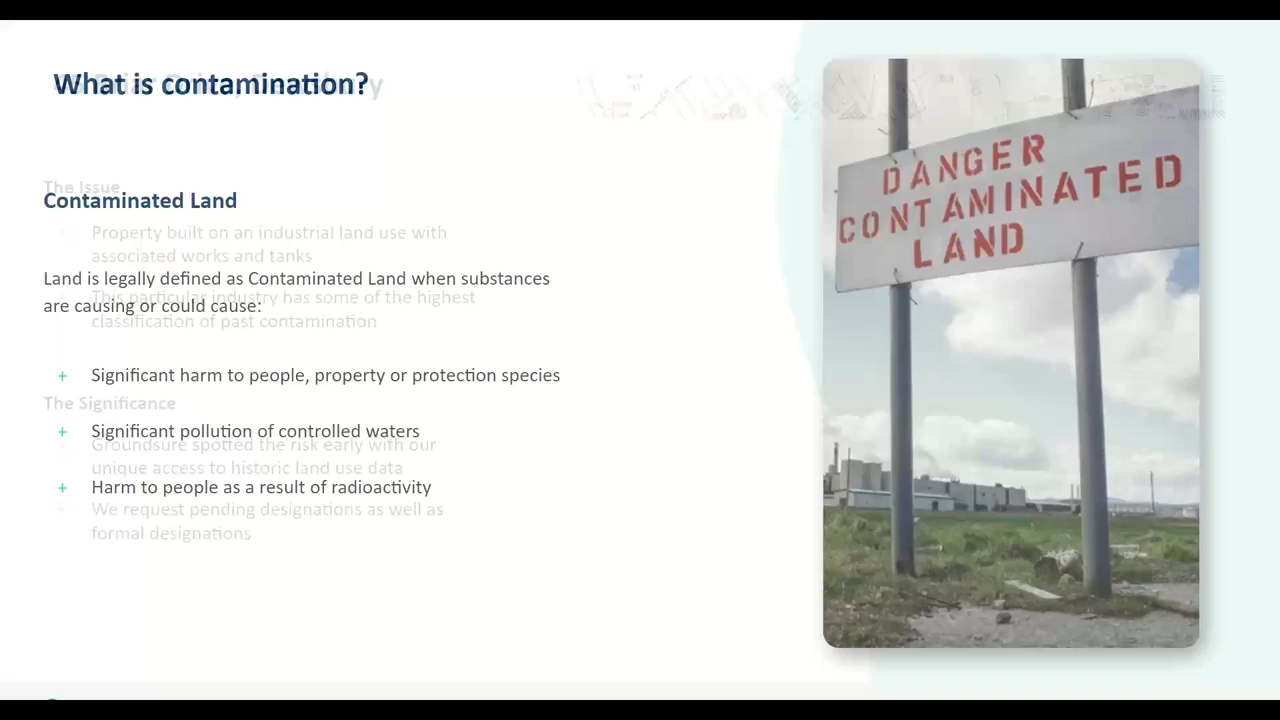 What is contamination?
The Issue
Contaminated Land
Property built on an industrial land use with
associated works and tanks
Land is legally defined as Contaminated Land when substances
are causing or could cause:
This particular industry has some of the highest
classification of past contamination
+ Significant harm to people, property or protection species
The Significance
+ Significant pollution of controlled waters
Groundsure spotted the risk early with our
unique access to historic land use data
+ Harm to people as a result of radioactivity
+ We request pending designations as well as
formal designations
DANGER
CONTAMINATED
LAND